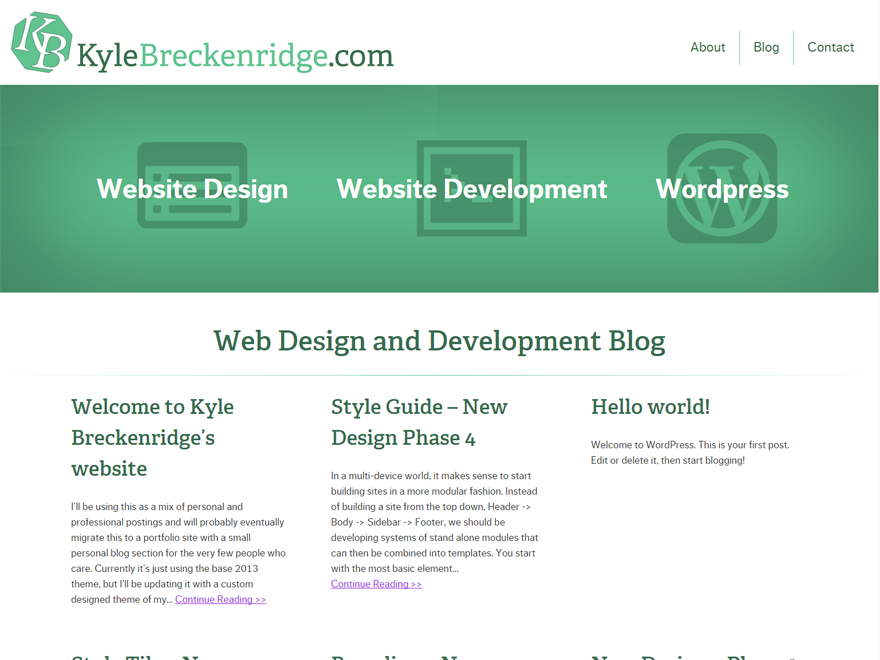 KB
KyleBreckenridge.com
About
Blog
Contact
Website Design
Website Development
Wordpress
Web Design and Development Blog
Welcome to Kyle
Breckenridge's
website
I'll be using this as a mix of personal and
professional postings and will probably eventually
migrate this to a portfolio site with a small
personal blog section for the very few people who
care. Currently it's just using the base 2013
theme, but I'll be updating it with a custom
designed theme of my... Continue Reading >>
Style Guide – New
Design Phase 4
In a multi-device world, it makes sense to start
building sites in a more modular fashion. Instead
of building a site from the top down, Header ->
Body -> Sidebar -> Footer, we should be
developing systems of stand alone modules that
can then be combined into templates. You start
with the most basic element...
Continue Reading >>
Hello world!
Welcome to WordPress. This is your first post.
Edit or delete it, then start blogging!